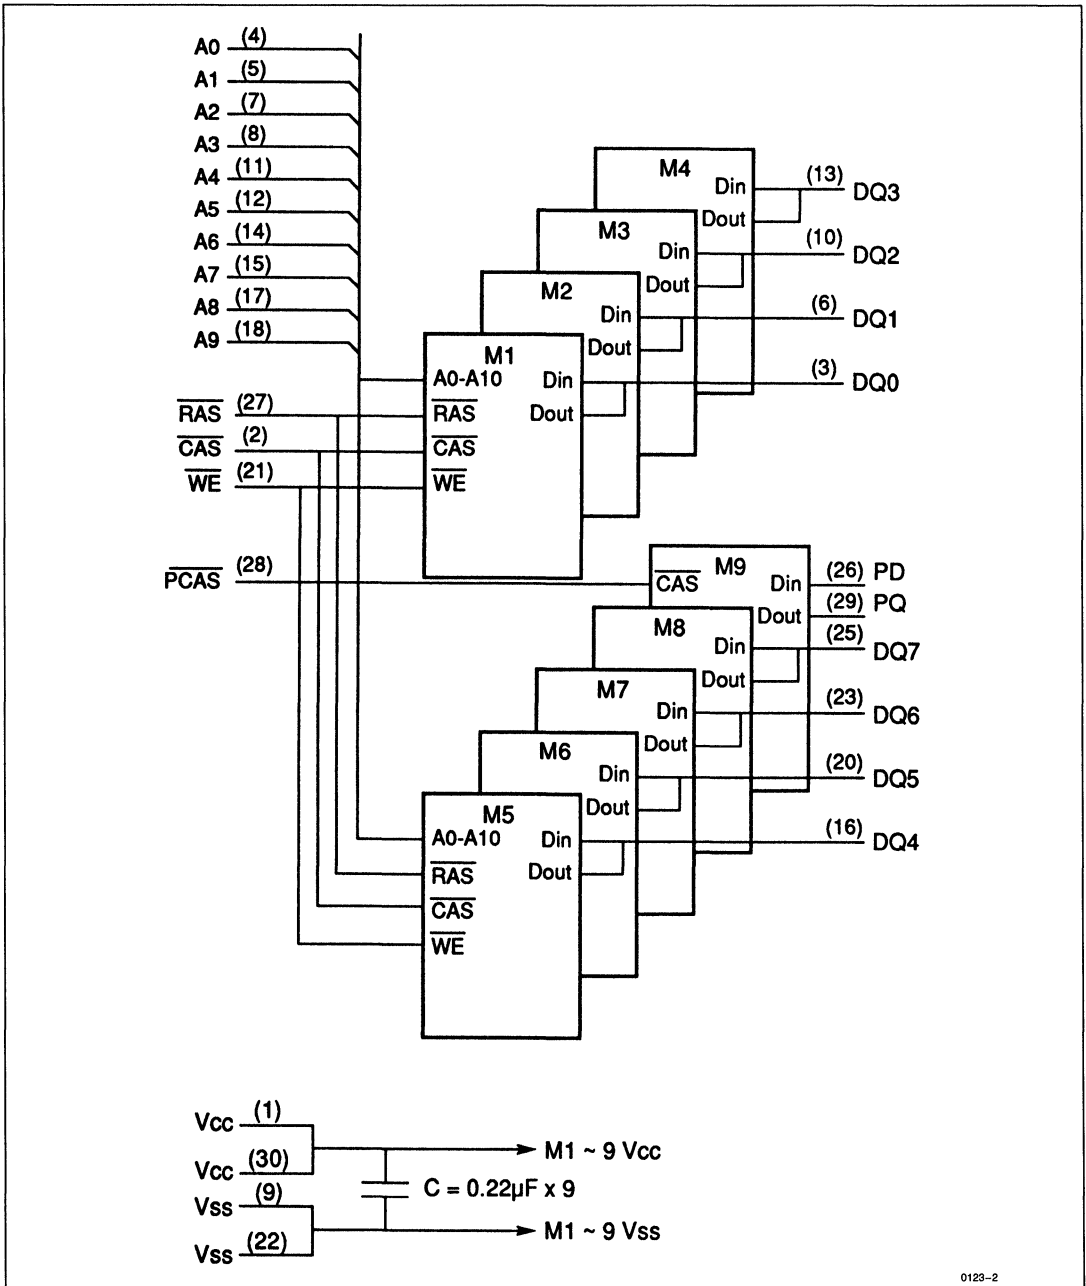 A0 (4)
A1 (5)
A2 (7)
A3 (8)
A4 (11)
A5 (12)
A6 (14)
A7 (15)
A8 (17)
A9 (18)
RAS (27)
CAS (2)
WE (21)
PCAS (28)
M4
Din (13) DQ3
Dout
M3
Din (10) DQ2
Dout
M2
Din (6) DQ1
Dout
M1
A0-A10 Din (3) DQ0
RAS Dout
CAS
WE
M9
CAS Din (26) PD
Dout (29) PQ
M8
Din (25) DQ7
Dout
M7
Din (23) DQ6
Dout
M6
Din (20) DQ5
Dout
M5
A0-A10 Din (16) DQ4
RAS Dout
CAS
WE
Vcc (1)
M1 ~ 9 Vcc
Vcc (30)
C = 0.22µF x 9
Vss (9)
M1 ~ 9 Vss
Vss (22)
0123-2